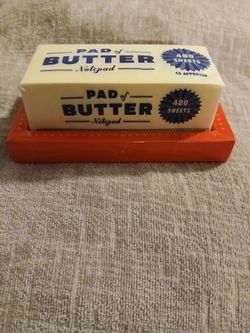 PAD of
BUTTER
Notepad
480
SHEETS
PAD of
BUTTER
Notepad
480
SHEETS